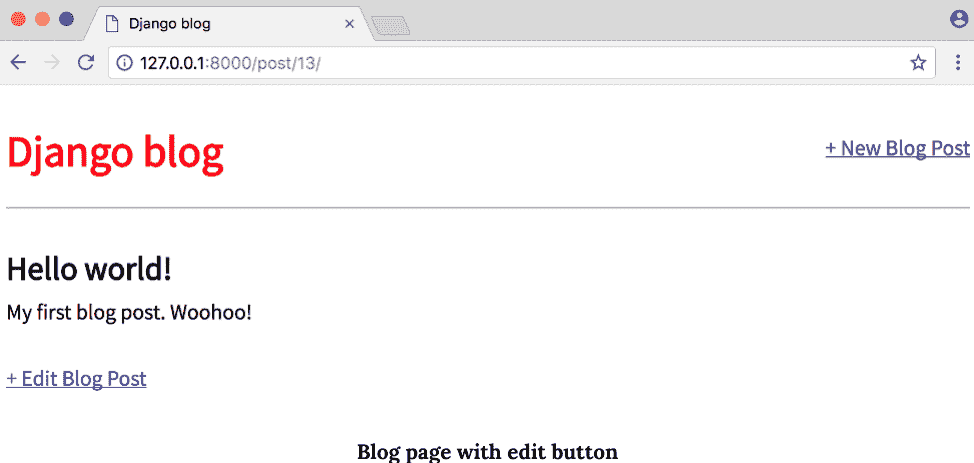 Django blog
127.0.0.1:8000/post/13/
Django blog
+ New Blog Post
Hello world!
My first blog post. Woohoo!
+ Edit Blog Post
Blog page with edit button